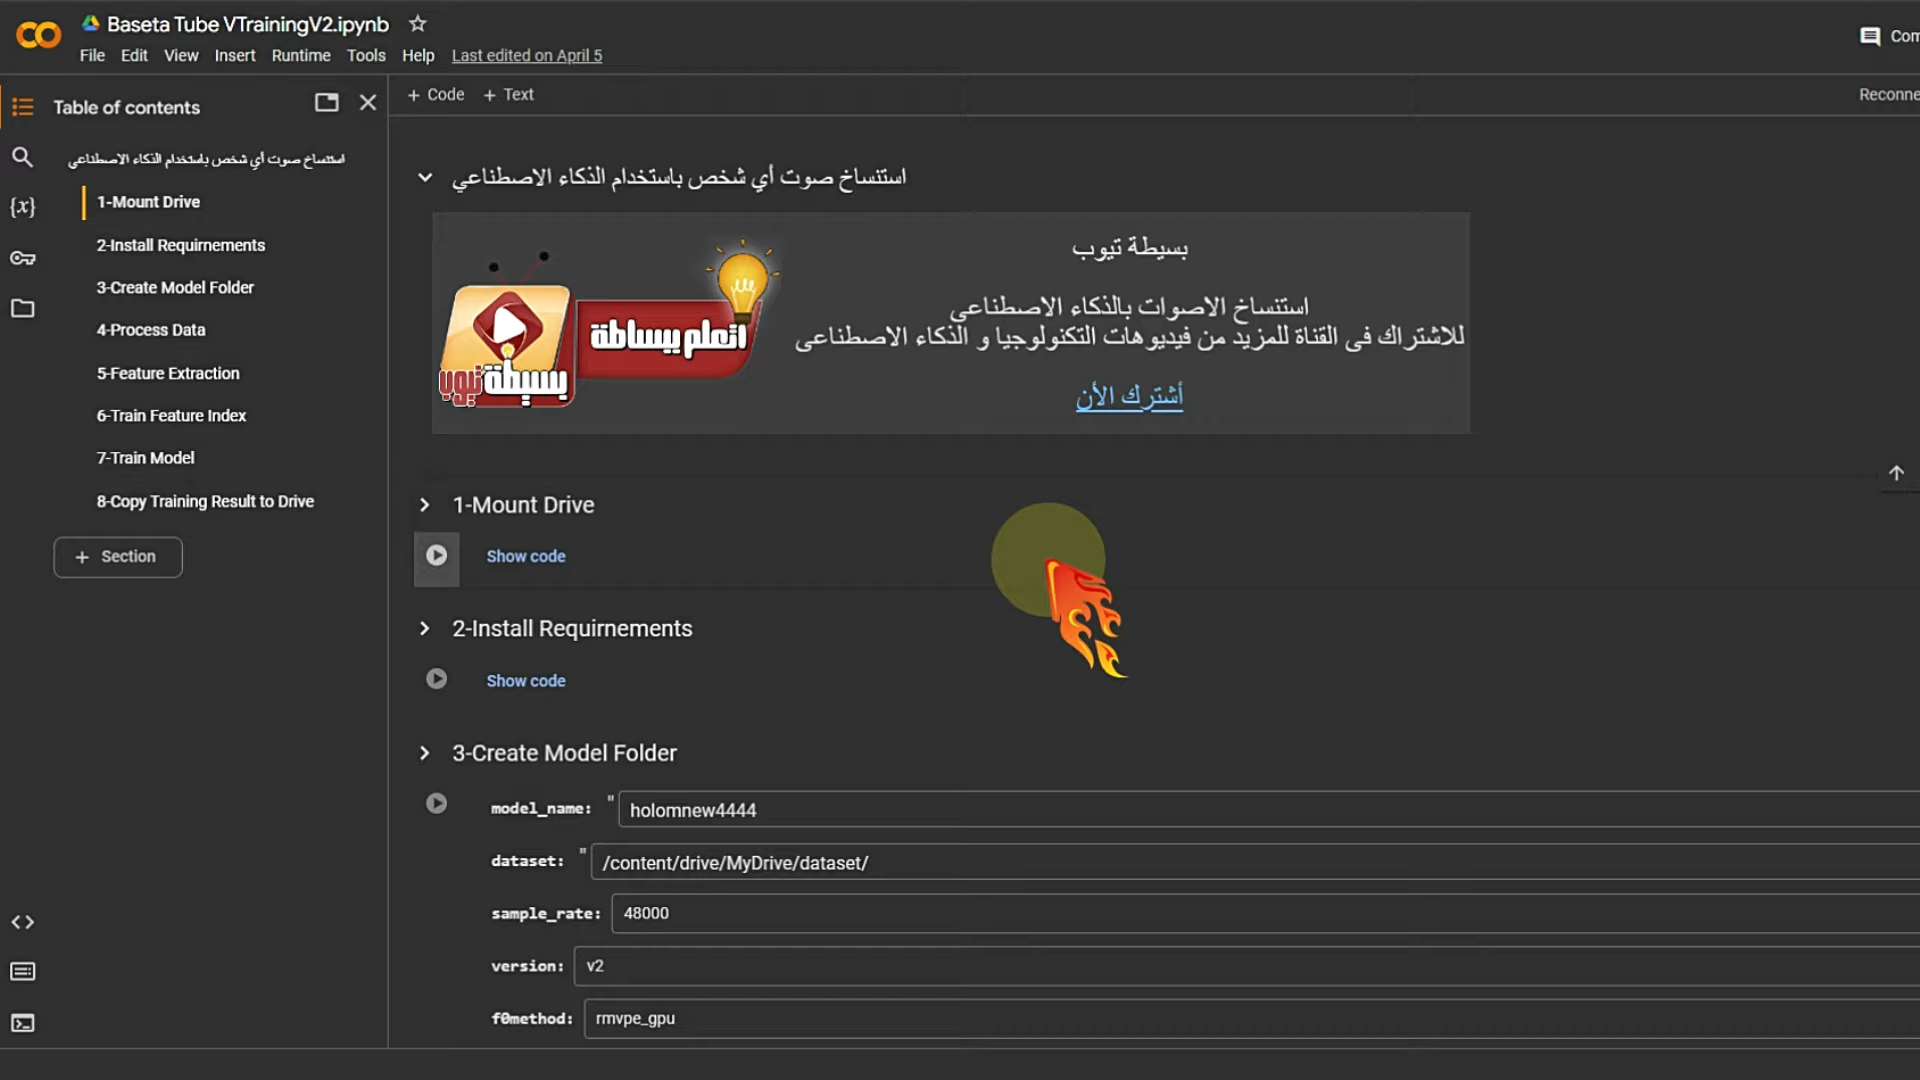 Baseta Tube VTrainingV2.ipynb
File Edit View Insert Runtime Tools Help Last edited on April 5
Com
Table of contents
+ Code + Text
Reconne
استنساخ صوت أي شخص باستخدام الذكاء الاصطناعي
1-Mount Drive
2-Install Requirnements
3-Create Model Folder
4-Process Data
5-Feature Extraction
6-Train Feature Index
7-Train Model
8-Copy Training Result to Drive
+ Section
استنساخ صوت أي شخص باستخدام الذكاء الاصطناعي
بسيطة تيوب
اتعلم ببساطة
بسيطة تيوب
استنساخ الاصوات بالذكاء الاصطناعى
للاشتراك فى القناة للمزيد من فيديوهات التكنولوجيا و الذكاء الاصطناعى
أشترك الأن
1-Mount Drive
Show code
2-Install Requirnements
Show code
3-Create Model Folder
model_name: " holomnew4444
dataset: " /content/drive/MyDrive/dataset/
sample_rate: 48000
version: v2
f0method: rmvpe_gpu